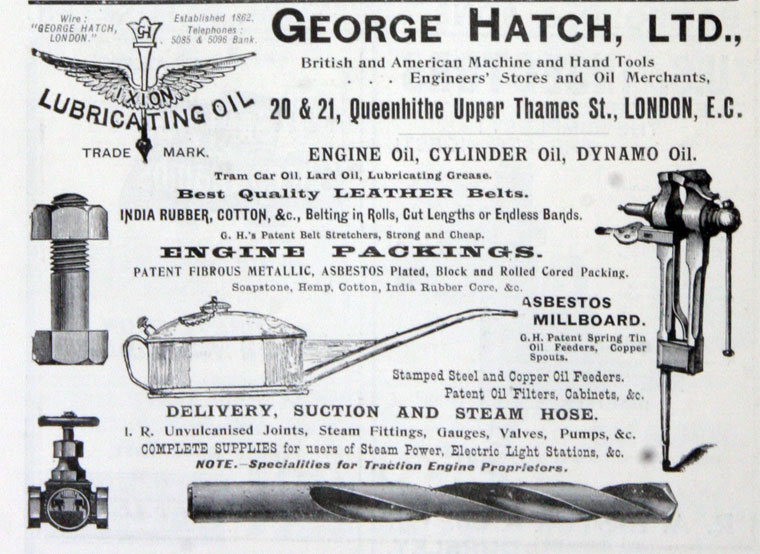 Wire :
"GEORGE HATCH,
LONDON."
GH
Established 1862.
Telephones :
5085 & 5096 Bank.
IXION
LUBRICATING OIL
TRADE MARK.
GEORGE HATCH, LTD.,
British and American Machine and Hand Tools
. . . Engineers' Stores and Oil Merchants,
20 & 21, Queenhithe Upper Thames St., LONDON, E.C.
ENGINE Oil, CYLINDER Oil, DYNAMO Oil.
Tram Car Oil, Lard Oil, Lubricating Grease.
Best Quality LEATHER Belts.
INDIA RUBBER, COTTON, &c., Belting in Rolls, Cut Lengths or Endless Bands.
G. H.'s Patent Belt Stretchers, Strong and Cheap.
ENGINE PACKINGS.
PATENT FIBROUS METALLIC, ASBESTOS Plated, Block and Rolled Cored Packing.
Soapstone, Hemp, Cotton, India Rubber Core, &c.
ASBESTOS
MILLBOARD.
G. H. Patent Spring Tin
Oil Feeders, Copper
Spouts.
Stamped Steel and Copper Oil Feeders.
Patent Oil Filters, Cabinets, &c.
DELIVERY, SUCTION AND STEAM HOSE.
I. R. Unvulcanised Joints, Steam Fittings, Gauges, Valves, Pumps, &c.
COMPLETE SUPPLIES for users of Steam Power, Electric Light Stations, &c.
NOTE.—Specialities for Traction Engine Proprietors.